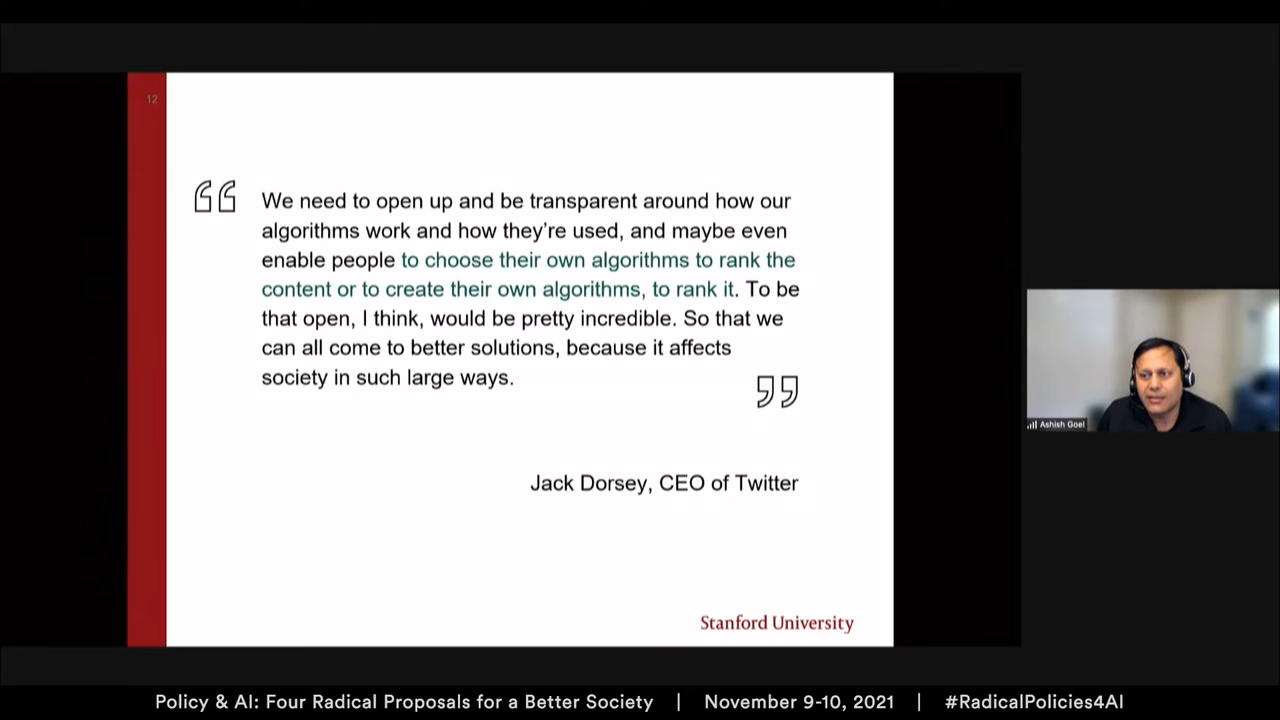 12
“ We need to open up and be transparent around how our
algorithms work and how they’re used, and maybe even
enable people to choose their own algorithms to rank the
content or to create their own algorithms, to rank it. To be
that open, I think, would be pretty incredible. So that we
can all come to better solutions, because it affects
society in such large ways. ”
Jack Dorsey, CEO of Twitter
Stanford University
Ashish Goel
Policy & AI: Four Radical Proposals for a Better Society | November 9-10, 2021 | #RadicalPolicies4AI